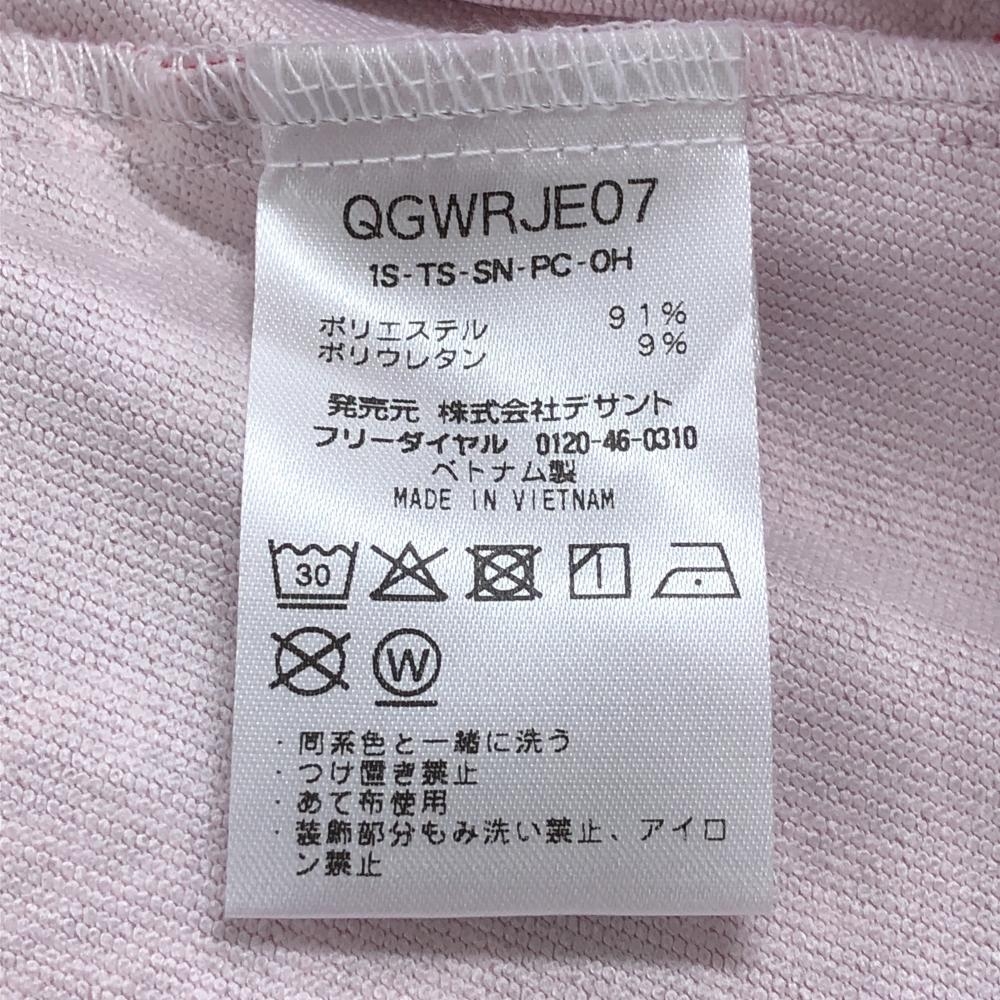 QGWRJE07
1S-TS-SN-PC-OH
ポリエステル 91%
ポリウレタン 9%
発売元 株式会社デサント
フリーダイヤル 0120-46-0310
ベトナム製
MADE IN VIETNAM
30
W
・同系色と一緒に洗う
・つけ置き禁止
・あて布使用
・装飾部分もみ洗い禁止、アイロ
ン禁止